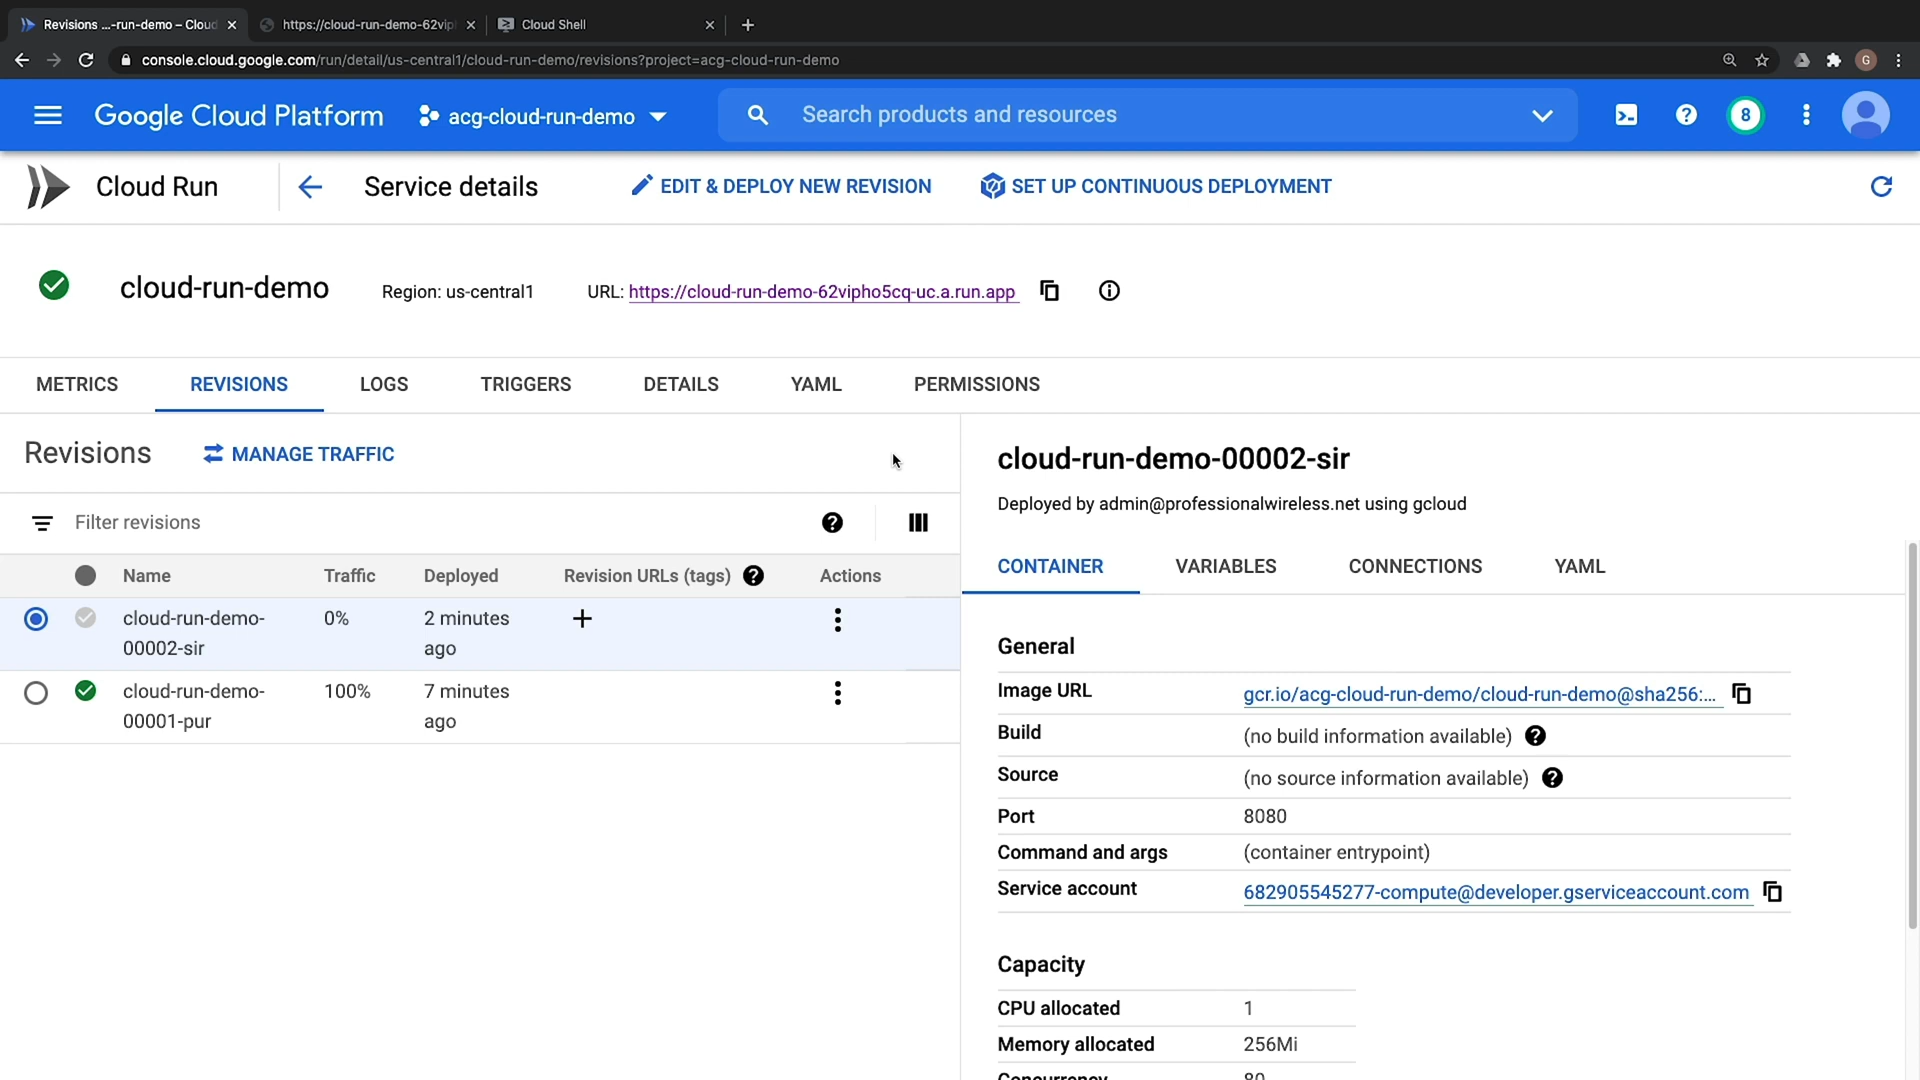 Revisions ...-run-demo – Cloud
https://cloud-run-demo-62vip
Cloud Shell
console.cloud.google.com/run/detail/us-central1/cloud-run-demo/revisions?project=acg-cloud-run-demo
G
Google Cloud Platform
acg-cloud-run-demo
Search products and resources
8
Cloud Run
Service details
EDIT & DEPLOY NEW REVISION
SET UP CONTINUOUS DEPLOYMENT
cloud-run-demo
Region: us-central1
URL: https://cloud-run-demo-62vipho5cq-uc.a.run.app
METRICS
REVISIONS
LOGS
TRIGGERS
DETAILS
YAML
PERMISSIONS
Revisions
MANAGE TRAFFIC
Filter revisions
Name Traffic Deployed Revision URLs (tags) Actions
cloud-run-demo- 0% 2 minutes
00002-sir ago
cloud-run-demo- 100% 7 minutes
00001-pur ago
cloud-run-demo-00002-sir
Deployed by admin@professionalwireless.net using gcloud
CONTAINER
VARIABLES
CONNECTIONS
YAML
General
Image URL gcr.io/acg-cloud-run-demo/cloud-run-demo@sha256:...
Build (no build information available)
Source (no source information available)
Port 8080
Command and args (container entrypoint)
Service account 682905545277-compute@developer.gserviceaccount.com
Capacity
CPU allocated 1
Memory allocated 256Mi
Concurrency 80